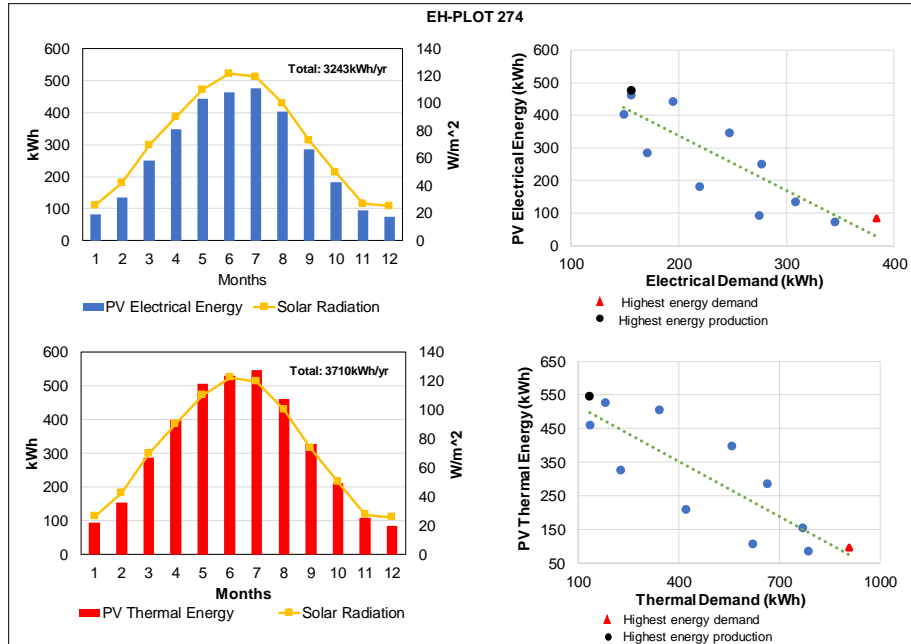 EH-PLOT 274
600
500
400
300
200
100
0
kWh
Total: 3243kWh/yr
140
120
100
80
60
40
20
0
W/m^2
1 2 3 4 5 6 7 8 9 10 11 12
Months
PV Electrical Energy
Solar Radiation
600
500
400
300
200
100
0
PV Electrical Energy (kWh)
100 200 300 400
Electrical Demand (kWh)
Highest energy demand
Highest energy production
600
500
400
300
200
100
0
kWh
Total: 3710kWh/yr
140
120
100
80
60
40
20
0
W/m^2
1 2 3 4 5 6 7 8 9 10 11 12
Months
PV Thermal Energy
Solar Radiation
650
550
450
350
250
150
50
PV Thermal Energy (kWh)
100 400 700 1000
Thermal Demand (kWh)
Highest energy demand
Highest energy production